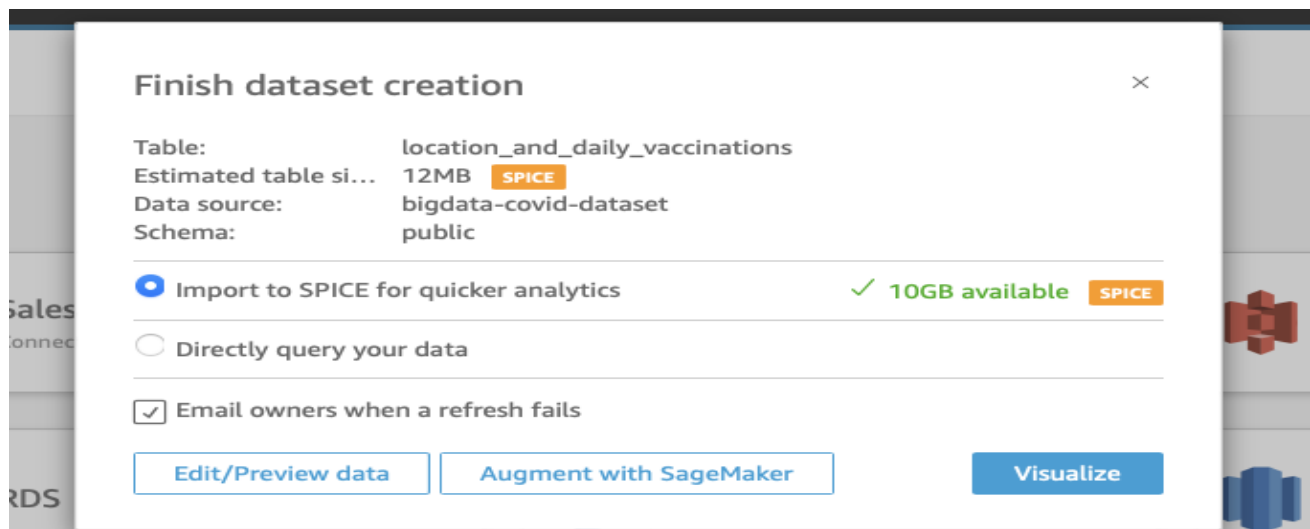 Finish dataset creation
Table: location_and_daily_vaccinations
Estimated table si... 12MB SPICE
Data source: bigdata-covid-dataset
Schema: public
Import to SPICE for quicker analytics 10GB available SPICE
Sales
Connec
Directly query your data
Email owners when a refresh fails
Edit/Preview data Augment with SageMaker Visualize
RDS